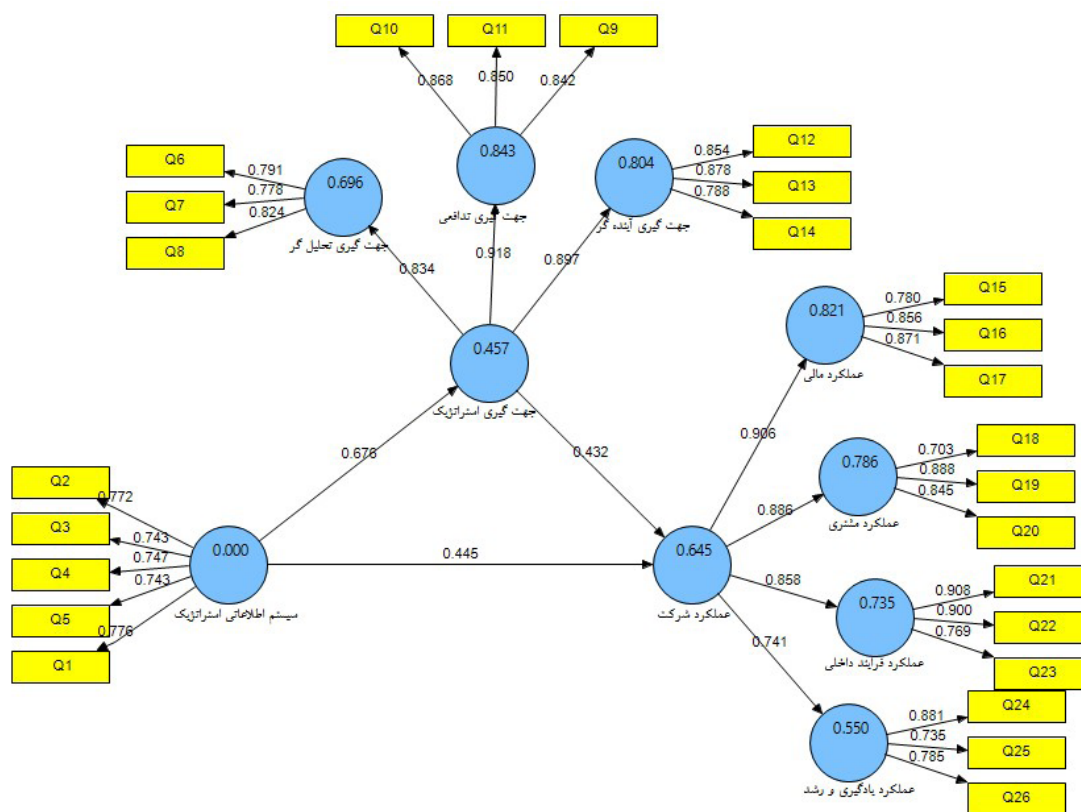 Q10
Q11
Q9
0.868
0.850
0.842
Q6
Q7
Q8
0.791
0.778
0.824
0.696
جهت گیری تحلیل گر
0.843
جهت گیری تدافعی
0.804
جهت گیری آینده گر
0.854
0.878
0.788
Q12
Q13
Q14
0.834
0.918
0.897
0.457
جهت گیری استراتژیک
0.821
عملکرد مالی
0.780
0.856
0.871
Q15
Q16
Q17
0.676
0.432
0.906
Q2
Q3
Q4
Q5
Q1
0.772
0.743
0.747
0.743
0.776
0.000
سیستم اطلاعاتی استراتژیک
0.445
0.645
عملکرد شرکت
0.886
0.858
0.741
0.786
عملکرد مشتری
0.703
0.888
0.845
Q18
Q19
Q20
0.735
عملکرد فرایند داخلی
0.908
0.900
0.769
Q21
Q22
Q23
0.550
عملکرد یادگیری و رشد
0.881
0.735
0.785
Q24
Q25
Q26